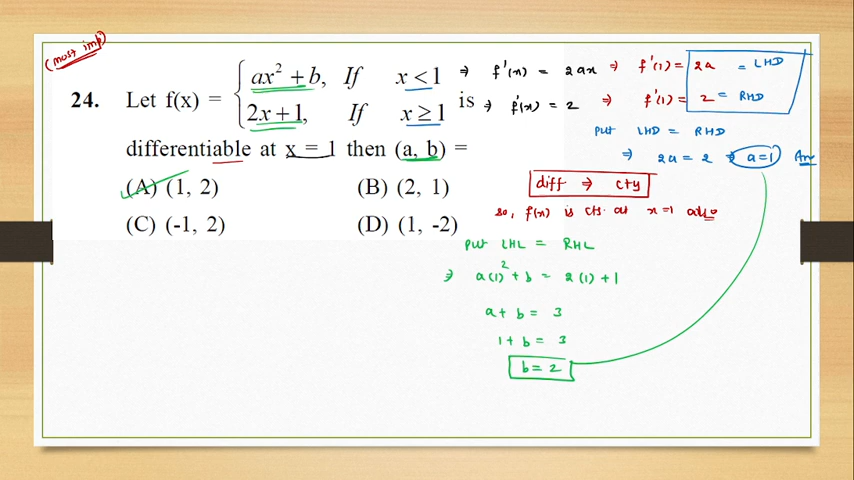 (most imp)
24. Let f(x) = { ax² + b, If x < 1
2x + 1, If x ≥ 1 is
differentiable at x = 1 then (a, b) =
(A) (1, 2) (B) (2, 1)
(C) (-1, 2) (D) (1, -2)
⇒ f'(x) = 2ax ⇒ f'(1) = 2a = LHD
⇒ f'(x) = 2 ⇒ f'(1) = 2 = RHD
put LHD = RHD
⇒ 2a = 2 ⇒ a=1 Ans
diff ⇒ cty
so, f(x) is cts. at x=1 also
put LHL = RHL
⇒ a(1)² + b = 2(1) + 1
a + b = 3
1 + b = 3
b = 2